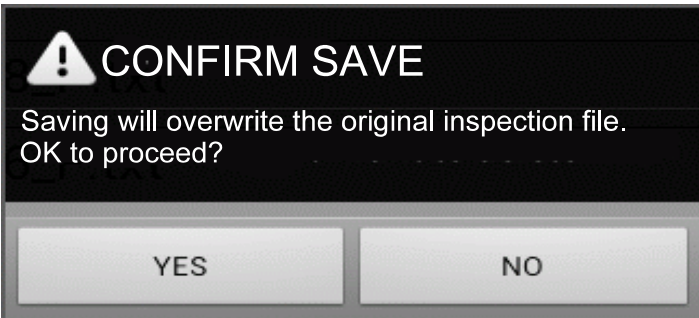 CONFIRM SAVE
Saving will overwrite the original inspection file.
OK to proceed?
YES
NO